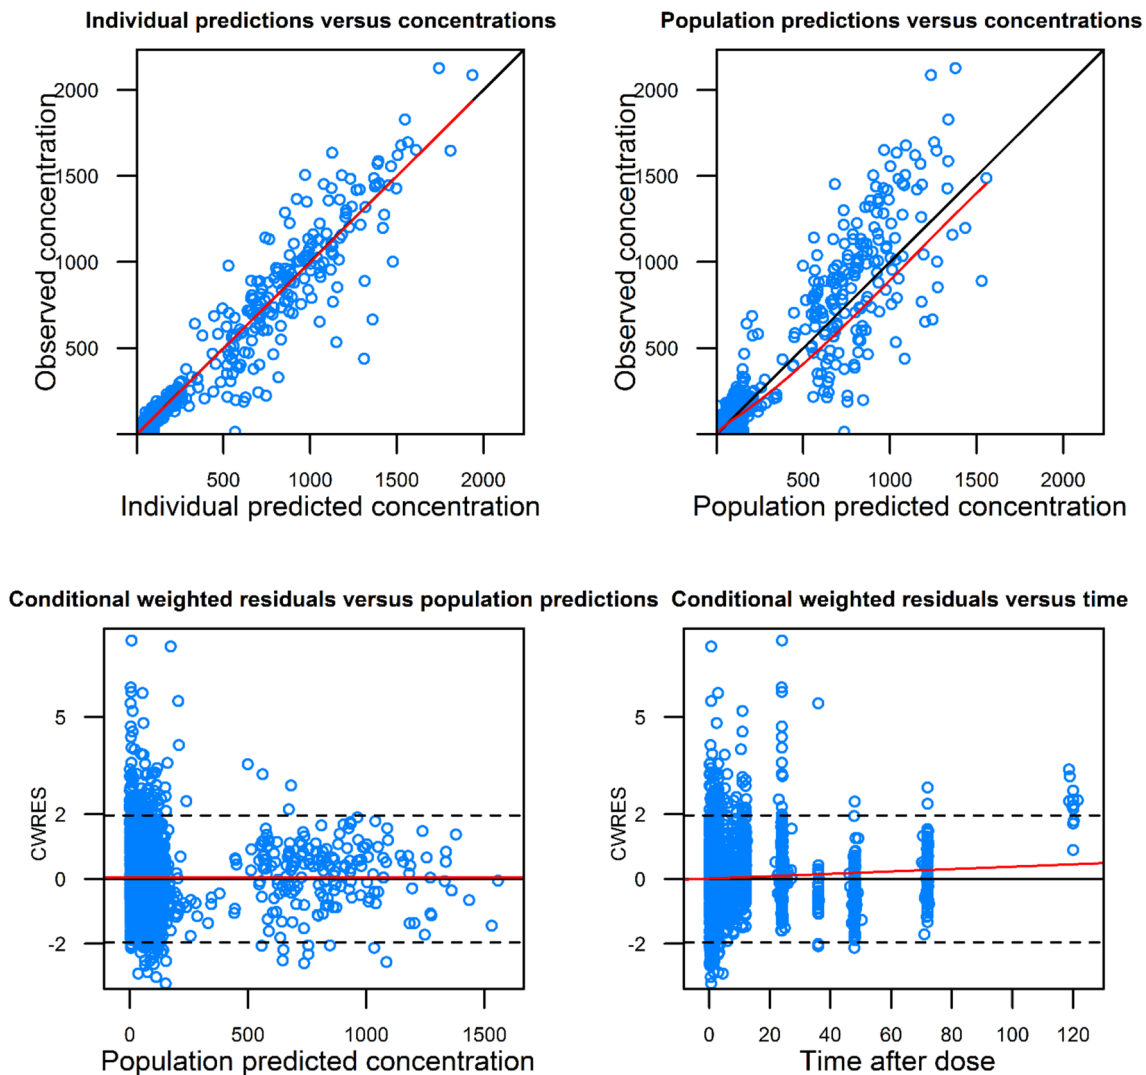 Individual predictions versus concentrations
Observed concentration
2000
1500
1000
500
500 1000 1500 2000
Individual predicted concentration
Population predictions versus concentrations
Observed concentration
2000
1500
1000
500
500 1000 1500 2000
Population predicted concentration
Conditional weighted residuals versus population predictions
CWRES
5
2
0
-2
0 500 1000 1500
Population predicted concentration
Conditional weighted residuals versus time
CWRES
5
2
0
-2
0 20 40 60 80 100 120
Time after dose